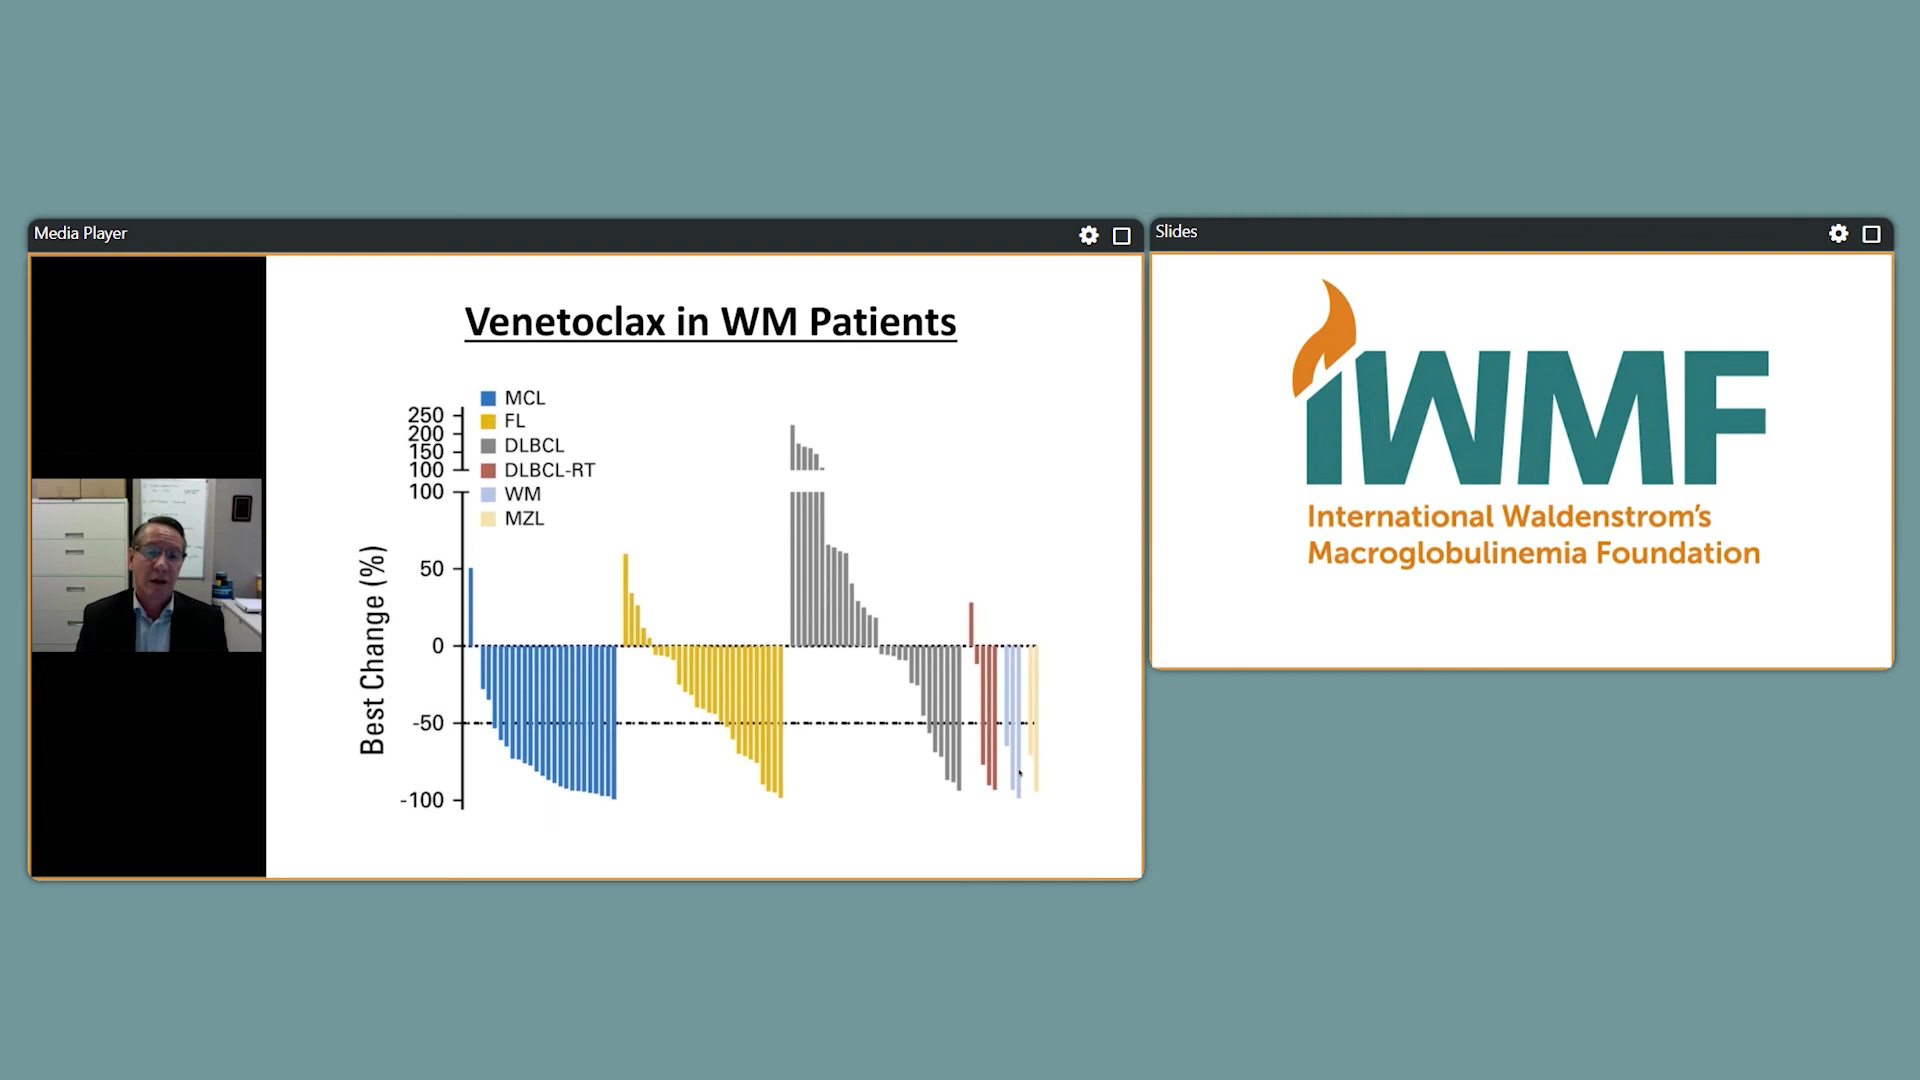 Media Player
Venetoclax in WM Patients
MCL
FL
DLBCL
DLBCL-RT
WM
MZL
250
200
150
100
100
50
0
-50
-100
Best Change (%)
Slides
IWMF
International Waldenstrom's
Macroglobulinemia Foundation